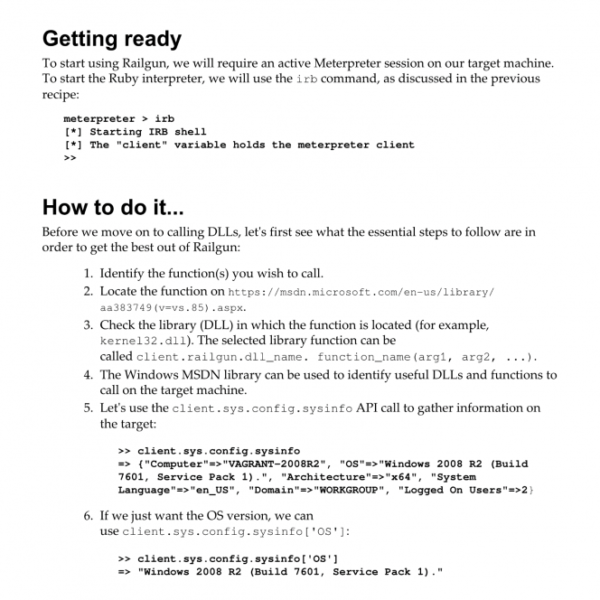 Getting ready
To start using Railgun, we will require an active Meterpreter session on our target machine.
To start the Ruby interpreter, we will use the irb command, as discussed in the previous
recipe:
meterpreter > irb
[*] Starting IRB shell
[*] The "client" variable holds the meterpreter client
>>
How to do it...
Before we move on to calling DLLs, let's first see what the essential steps to follow are in
order to get the best out of Railgun:
1. Identify the function(s) you wish to call.
2. Locate the function on https://msdn.microsoft.com/en-us/library/
aa383749(v=vs.85).aspx.
3. Check the library (DLL) in which the function is located (for example,
kernel32.dll). The selected library function can be
called client.railgun.dll_name. function_name(arg1, arg2, ...).
4. The Windows MSDN library can be used to identify useful DLLs and functions to
call on the target machine.
5. Let's use the client.sys.config.sysinfo API call to gather information on
the target:
>> client.sys.config.sysinfo
=> {"Computer"=>"VAGRANT-2008R2", "OS"=>"Windows 2008 R2 (Build
7601, Service Pack 1).", "Architecture"=>"x64", "System
Language"=>"en_US", "Domain"=>"WORKGROUP", "Logged On Users"=>2}
6. If we just want the OS version, we can
use client.sys.config.sysinfo['OS']:
>> client.sys.config.sysinfo['OS']
=> "Windows 2008 R2 (Build 7601, Service Pack 1)."